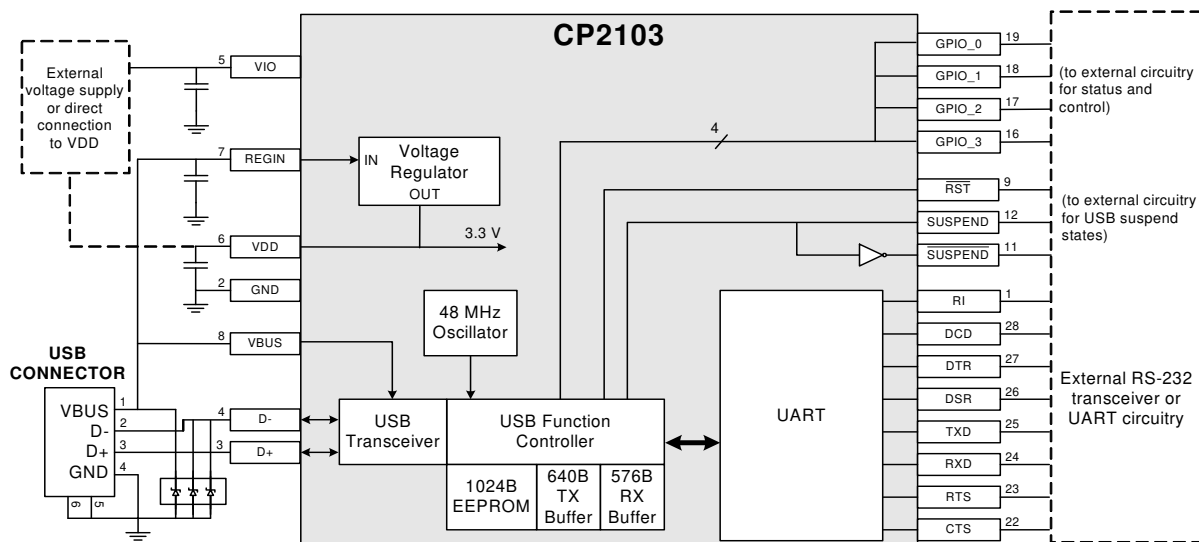 CP2103
External
voltage supply
or direct
connection
to VDD
5
VIO
7
REGIN
IN
Voltage
Regulator
OUT
6
VDD
3.3 V
2
GND
8
VBUS
48 MHz
Oscillator
USB
CONNECTOR
VBUS
D-
D+
GND
1
2
3
4
6
5
4
D-
3
D+
USB
Transceiver
USB Function
Controller
1024B
EEPROM
640B
TX
Buffer
576B
RX
Buffer
UART
4
GPIO_0
19
GPIO_1
18
GPIO_2
17
GPIO_3
16
RST
9
SUSPEND
12
SUSPEND
11
RI
1
DCD
28
DTR
27
DSR
26
TXD
25
RXD
24
RTS
23
CTS
22
(to external circuitry
for status and
control)
(to external circuitry
for USB suspend
states)
External RS-232
transceiver or
UART circuitry